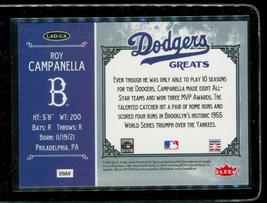 LAD-CA
ROY
CAMPANELLA
B
HT: 5'8" WT: 200
BATS: R THROWS: R
BORN: 11/19/21
PHILADELPHIA, PA
Dodgers
GREATS
EVEN THOUGH HE WAS ONLY ABLE TO PLAY 10 SEASONS
FOR THE DODGERS, CAMPANELLA MADE EIGHT ALL-
STAR TEAMS AND WON THREE MVP AWARDS. THE
TALENTED CATCHER HIT A PAIR OF HOME RUNS AND
SCORED FOUR RUNS IN BROOKLYN'S HISTORIC 1955
WORLD SERIES TRIUMPH OVER THE YANKEES.
FLEER